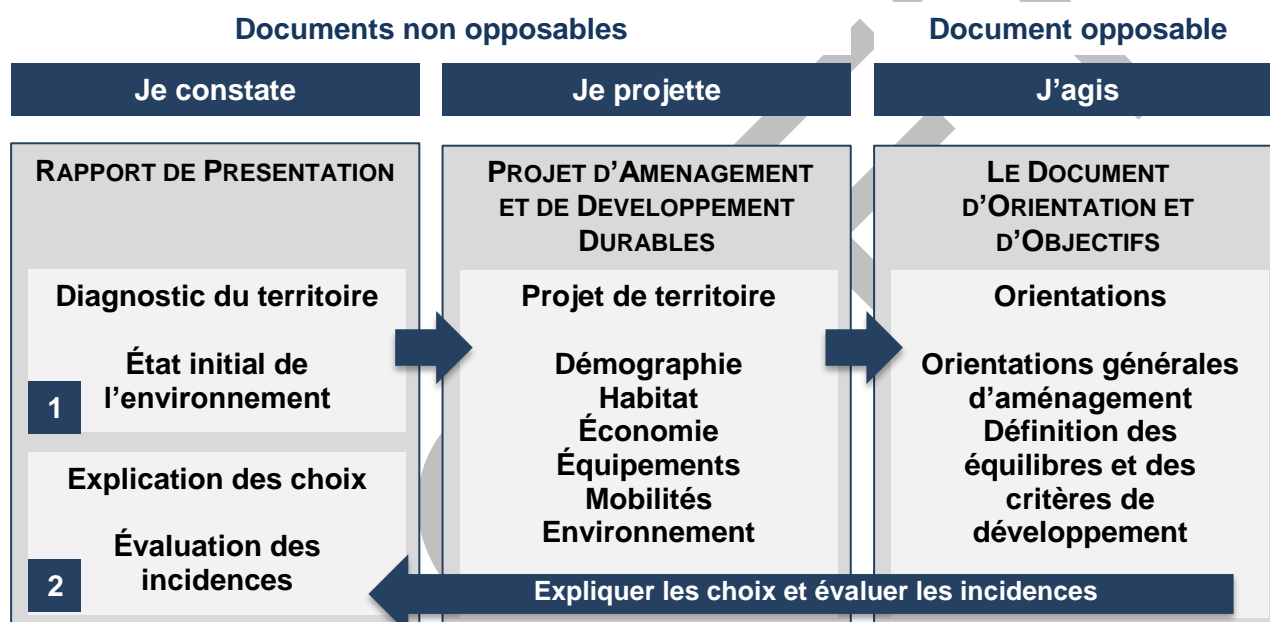 Documents non opposables
Document opposable
Je constate
Je projette
J’agis
RAPPORT DE PRESENTATION
Diagnostic du territoire
État initial de
l’environnement
1
Explication des choix
Évaluation des
incidences
2
PROJET D’AMENAGEMENT
ET DE DEVELOPPEMENT
DURABLES
Projet de territoire
Démographie
Habitat
Économie
Équipements
Mobilités
Environnement
LE DOCUMENT
D’ORIENTATION ET
D’OBJECTIFS
Orientations
Orientations générales
d’aménagement
Définition des
équilibres et des
critères de
développement
Expliquer les choix et évaluer les incidences